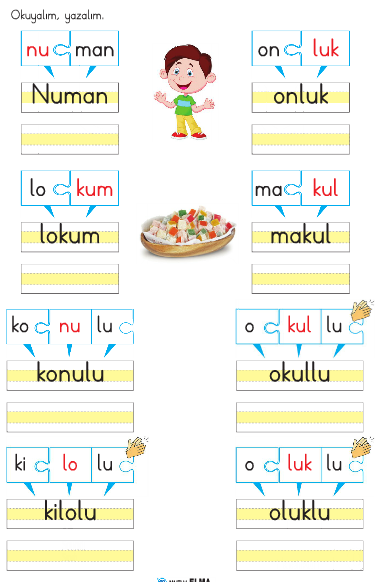 Okuyalım, yazalım.
nu man
on luk
Numan
onluk
lo kum
ma kul
lokum
makul
ko nu lu
o kul lu
konulu
okullu
ki lo lu
o luk lu
kilolu
oluklu
ELMA